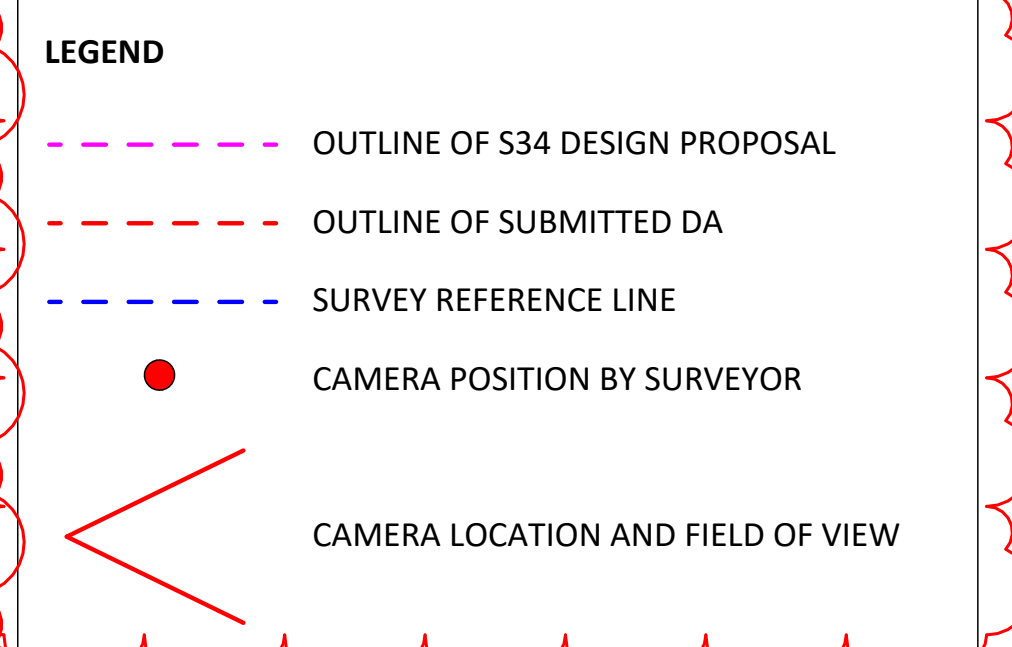 LEGEND
OUTLINE OF S34 DESIGN PROPOSAL
OUTLINE OF SUBMITTED DA
SURVEY REFERENCE LINE
CAMERA POSITION BY SURVEYOR
CAMERA LOCATION AND FIELD OF VIEW